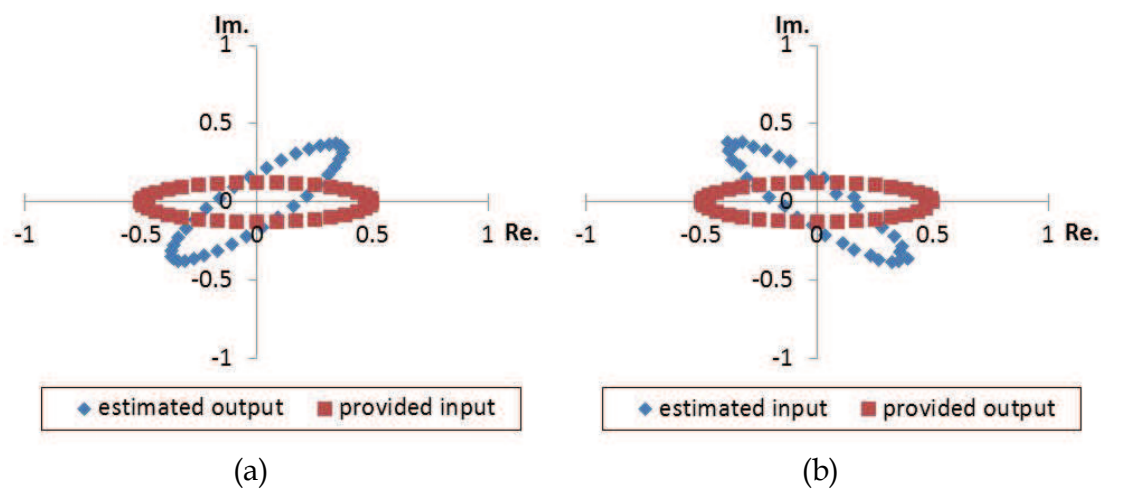 Im.
1
0.5
0
-1
-0.5
0
0.5
1
Re.
-0.5
-1
estimated output
provided input
(a)
Im.
1
0.5
0
-1
-0.5
0
0.5
1
Re.
-0.5
-1
estimated input
provided output
(b)